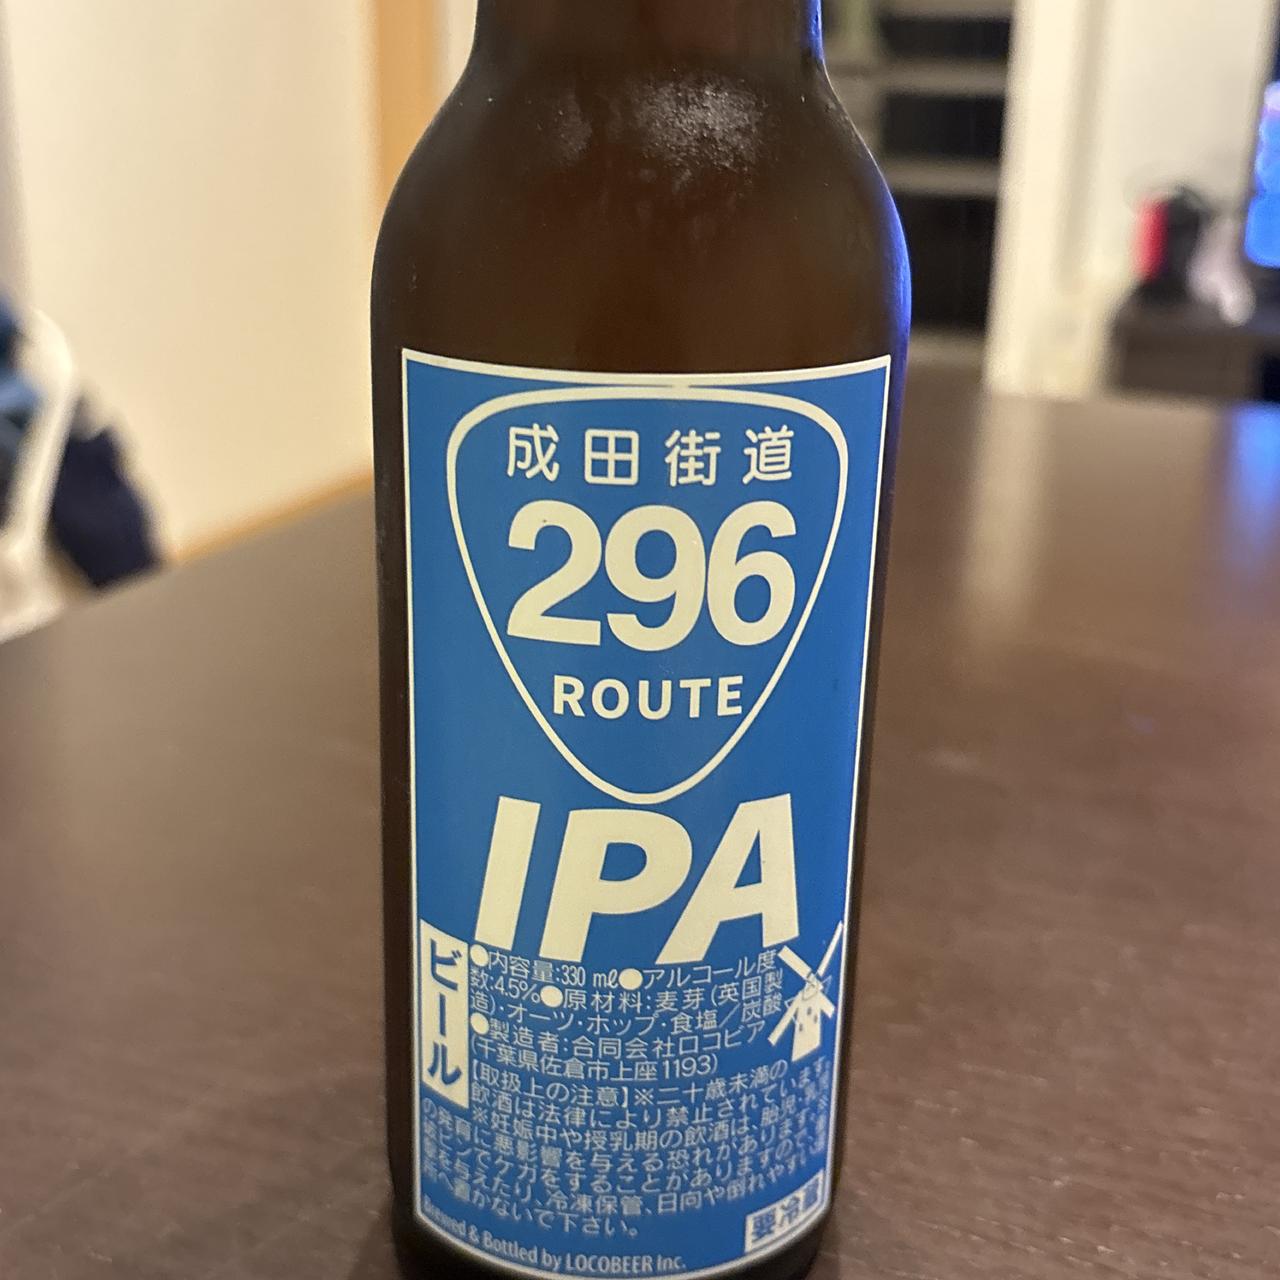 成田街道
296
ROUTE
IPA
ビール
●内容量:330 ml●アルコール度
数:4.5%●原材料:麦芽(英国製
造)・オーツ・ホップ・食塩/炭酸
●製造者:合同会社ロコビア
(千葉県佐倉市上座1193)
【取扱上の注意】※二十歳未満の
飲酒は法律により禁止されています。
※妊娠中や授乳期の飲酒は、胎児・乳児
の発育に悪影響を与える恐れがあります。※
ビンでケガをすることがありますので、
を与えたり、冷凍保管、日向や倒れやすい場
所へ置かないで下さい。
要冷蔵
Brewed & Bottled by LOCOBEER Inc.